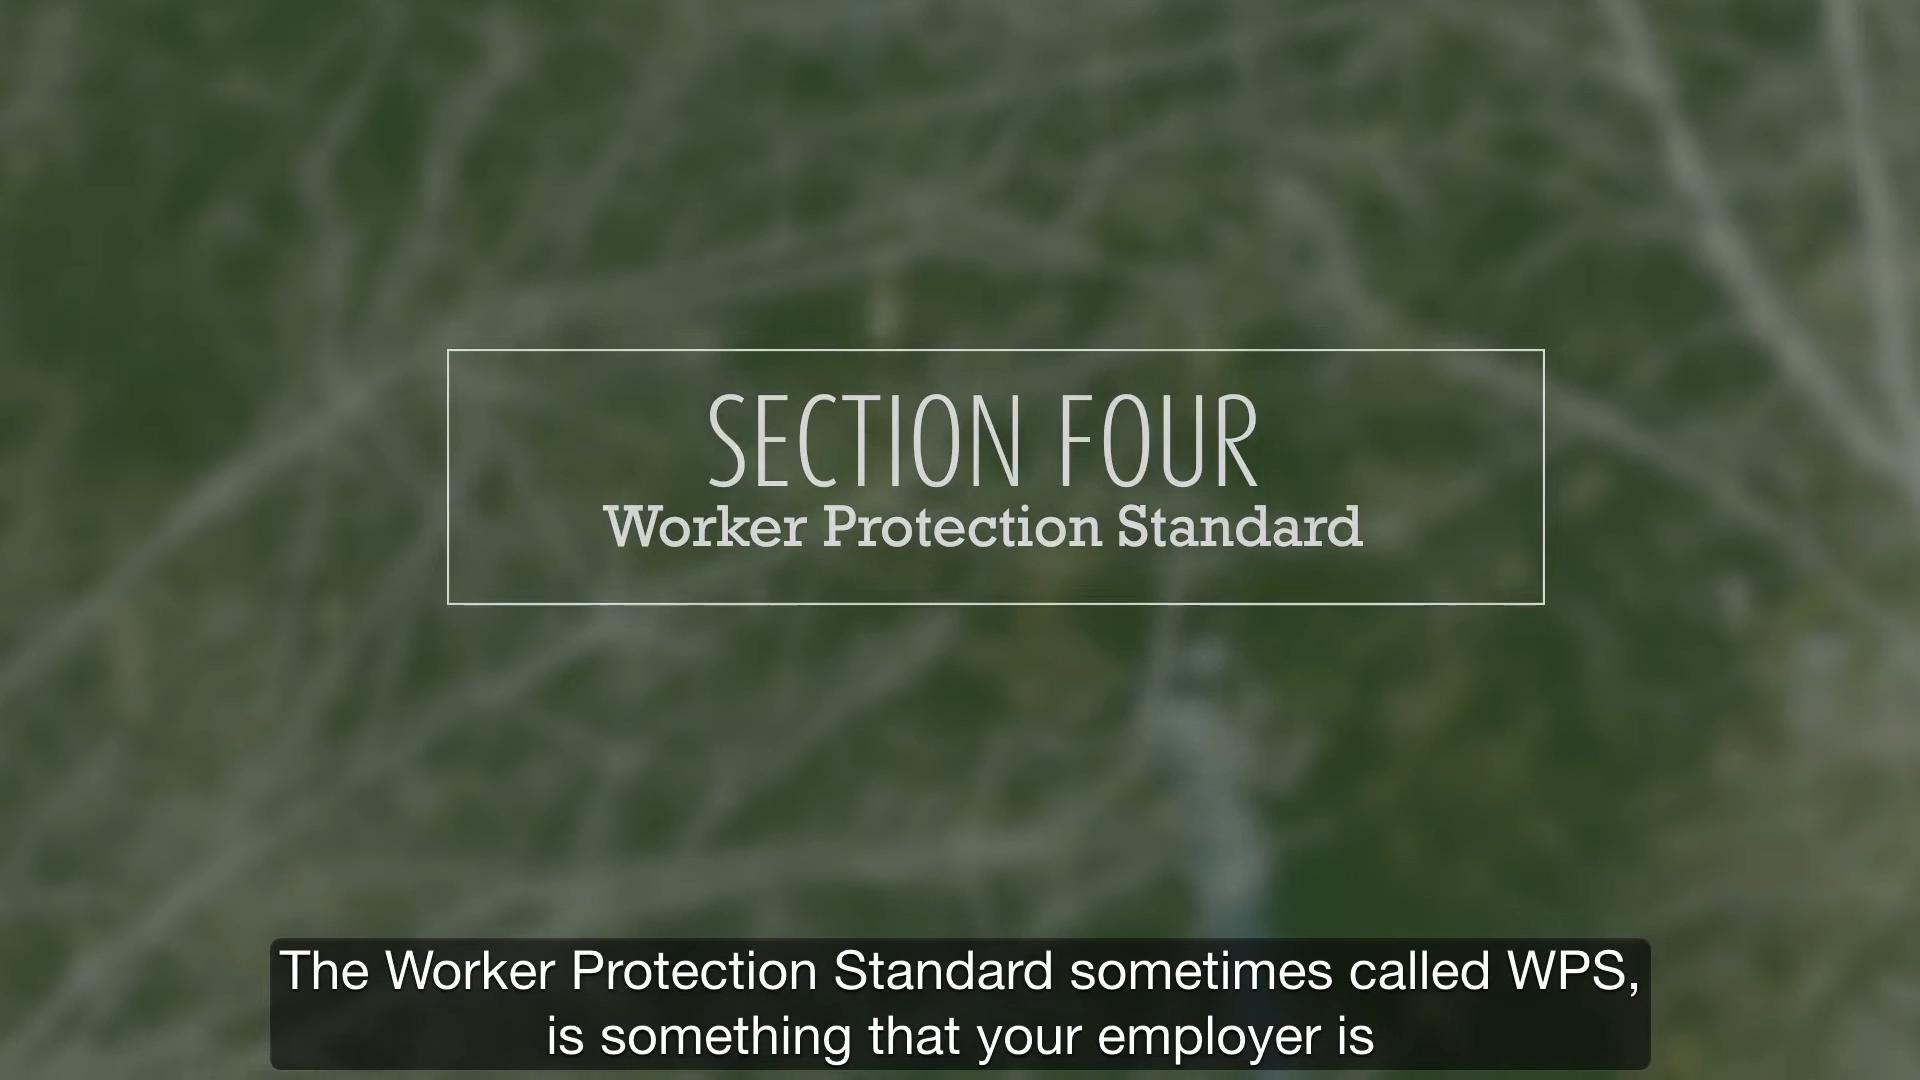 SECTION FOUR
Worker Protection Standard
The Worker Protection Standard sometimes called WPS,
is something that your employer is